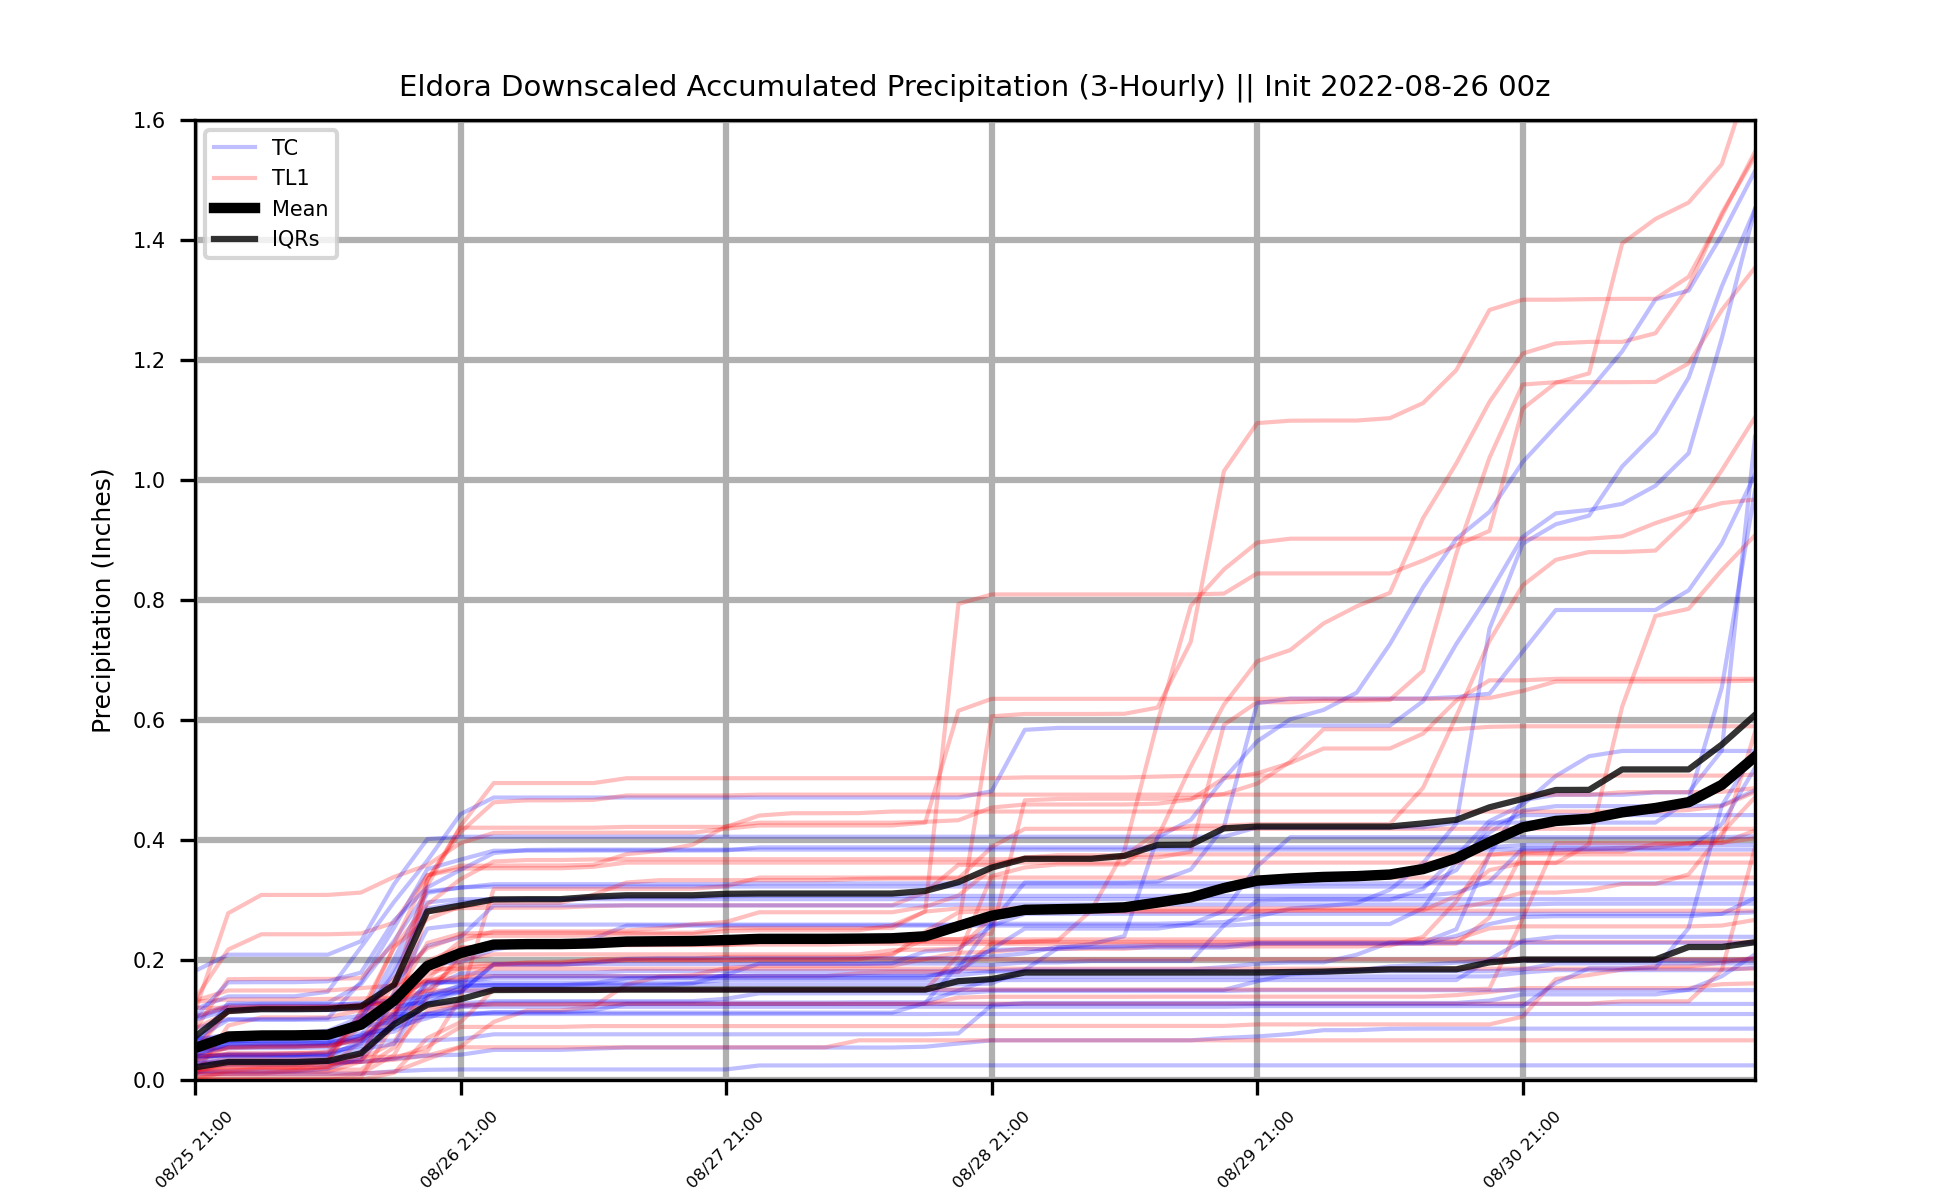 Eldora Downscaled Accumulated Precipitation (3-Hourly) || Init 2022-08-26 00z
1.6
1.4
1.2
1.0
0.8
0.6
0.4
0.2
0.0
Precipitation (Inches)
TC
TL1
Mean
IQRs
08/25 21:00
08/26 21:00
08/27 21:00
08/28 21:00
08/29 21:00
08/30 21:00